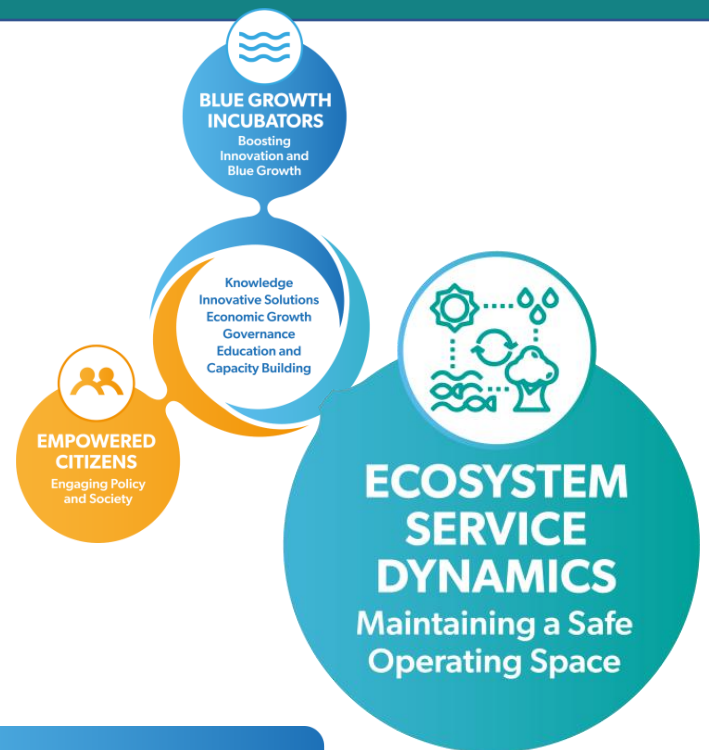 BLUE GROWTH
INCUBATORS
Boosting
Innovation and
Blue Growth
Knowledge
Innovative Solutions
Economic Growth
Governance
Education and
Capacity Building
EMPOWERED
CITIZENS
Engaging Policy
and Society
ECOSYSTEM
SERVICE
DYNAMICS
Maintaining a Safe
Operating Space